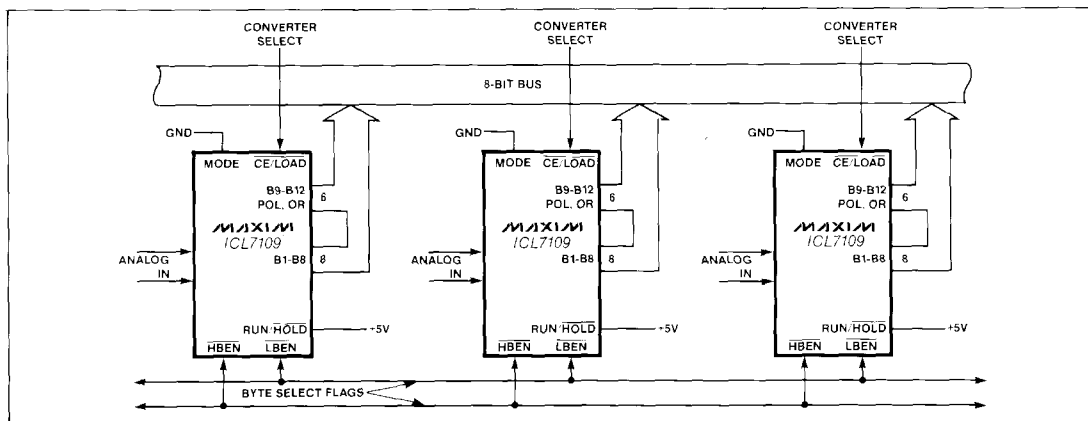 CONVERTER
SELECT
CONVERTER
SELECT
CONVERTER
SELECT
8-BIT BUS
GND
MODE CE/LOAD
B9-B12
POL, OR
6
MAXIM
ICL7109
B1-B8
8
ANALOG
IN
RUN/HOLD
+5V
HBEN LBEN
GND
MODE CE/LOAD
B9-B12
POL, OR
6
MAXIM
ICL7109
B1-B8
8
ANALOG
IN
RUN/HOLD
+5V
HBEN LBEN
GND
MODE CE/LOAD
B9-B12
POL, OR
6
MAXIM
ICL7109
B1-B8
8
ANALOG
IN
RUN/HOLD
+5V
HBEN LBEN
BYTE SELECT FLAGS